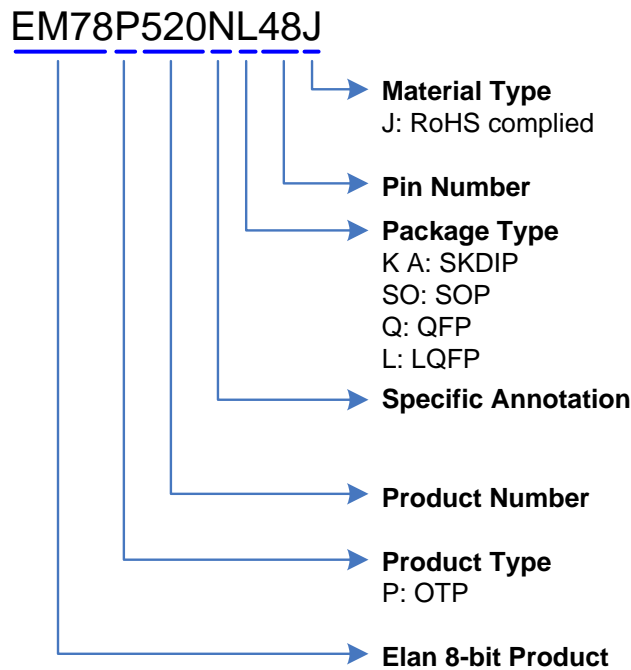 EM78P520NL48J
Material Type
J: RoHS complied
Pin Number
Package Type
K A: SKDIP
SO: SOP
Q: QFP
L: LQFP
Specific Annotation
Product Number
Product Type
P: OTP
Elan 8-bit Product